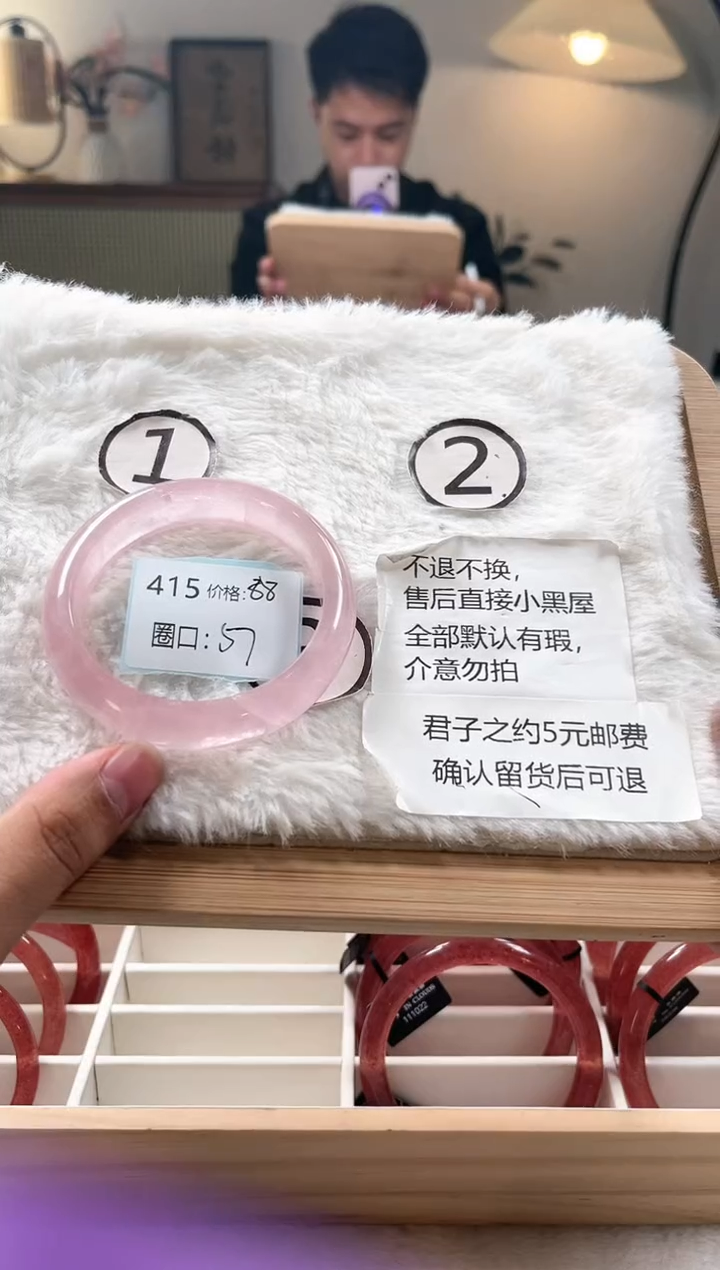 1
2
415 价格:88
圈口:57
不退不换，
售后直接小黑屋
全部默认有瑕，
介意勿拍
君子之约5元邮费
确认留货后可退
111022